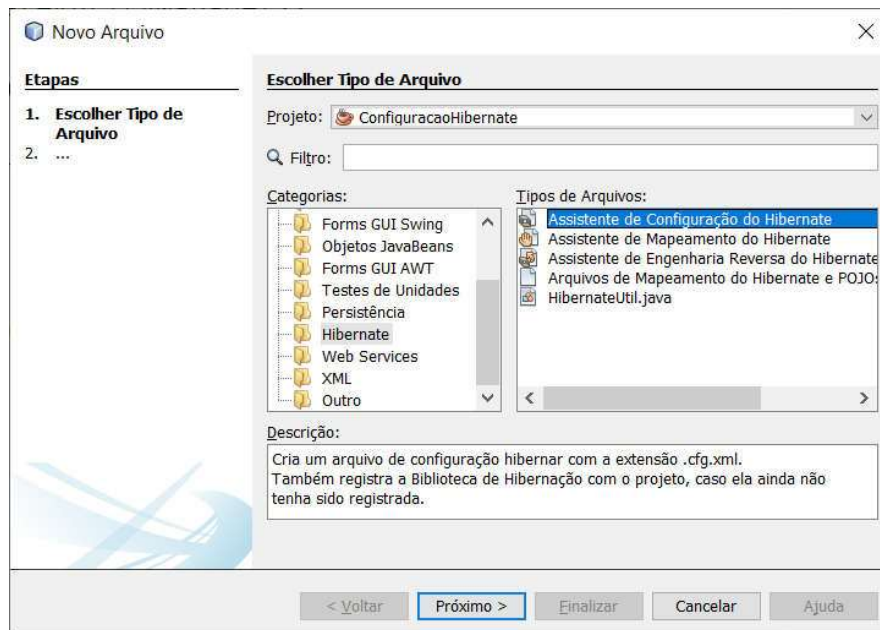 Novo Arquivo
Etapas
1. Escolher Tipo de
Arquivo
2. ...
Escolher Tipo de Arquivo
Projeto: ConfiguracaoHibernate
Filtro:
Categorias:
Forms GUI Swing
Objetos JavaBeans
Forms GUI AWT
Testes de Unidades
Persistência
Hibernate
Web Services
XML
Outro
Tipos de Arquivos:
Assistente de Configuração do Hibernate
Assistente de Mapeamento do Hibernate
Assistente de Engenharia Reversa do Hibernate
Arquivos de Mapeamento do Hibernate e POJO
HibernateUtil.java
Descrição:
Cria um arquivo de configuração hibernar com a extensão .cfg.xml.
Também registra a Biblioteca de Hibernação com o projeto, caso ela ainda não
tenha sido registrada.
< Voltar
Próximo >
Finalizar
Cancelar
Ajuda